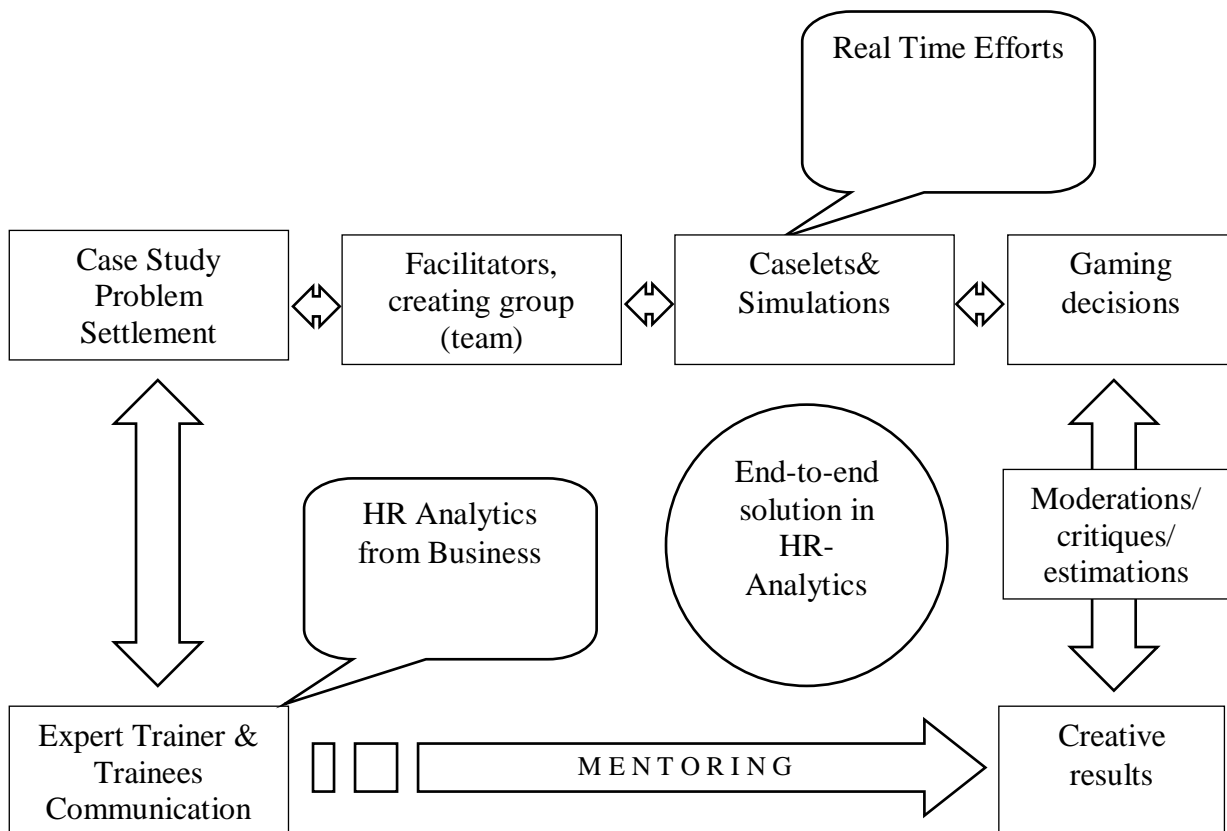 Real Time Efforts
Case Study
Problem
Settlement
Facilitators,
creating group
(team)
Caselets&
Simulations
Gaming
decisions
HR Analytics
from Business
End-to-end
solution in
HR-
Analytics
Moderations/
critiques/
estimations
Expert Trainer &
Trainees
Communication
MENTORING
Creative
results